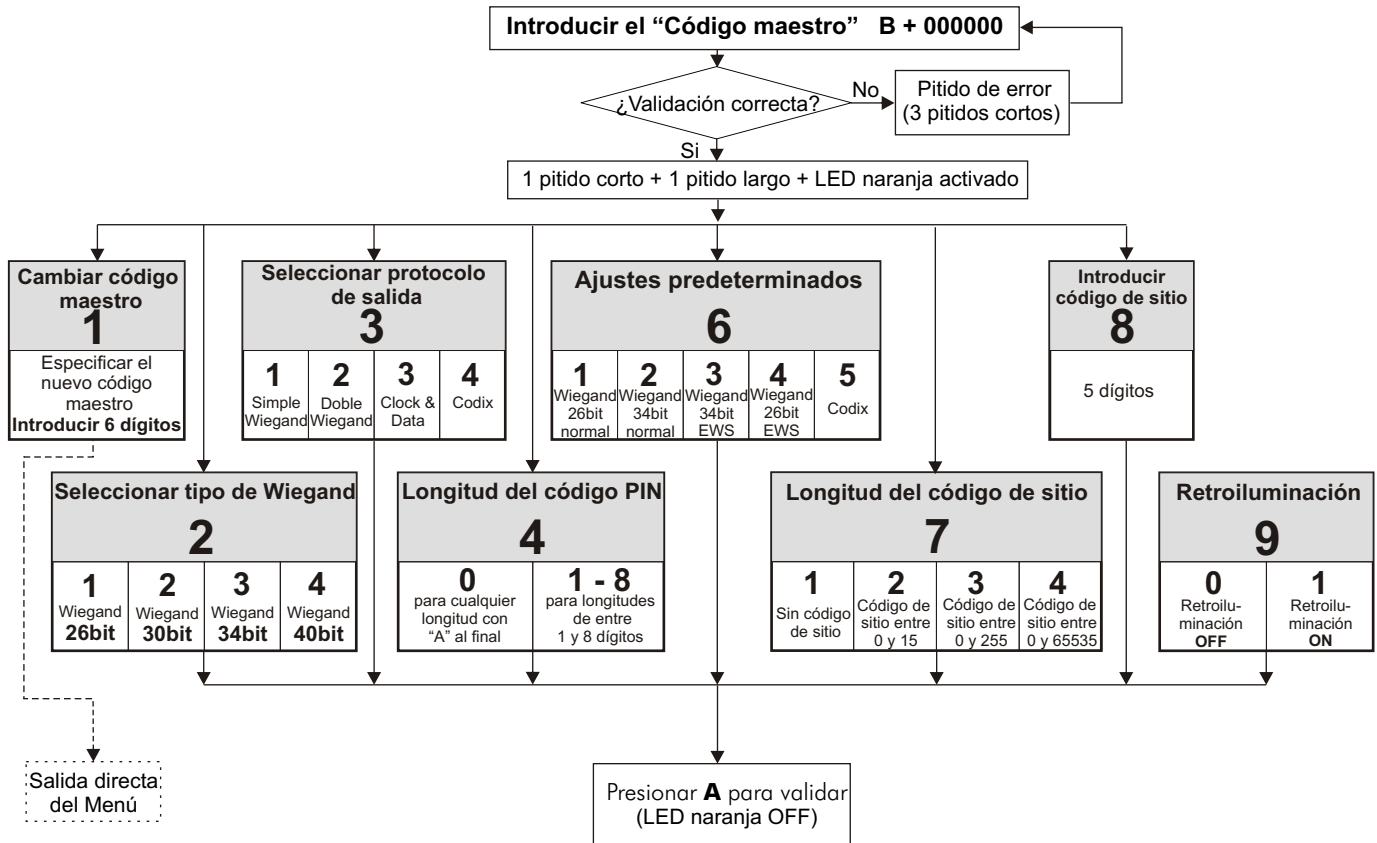 Introducir el “Código maestro” B + 000000
¿Validación correcta?
No
Pitido de error
(3 pitidos cortos)
Si
1 pitido corto + 1 pitido largo + LED naranja activado
Cambiar código
maestro
1
Especificar el
nuevo código
maestro
Introducir 6 dígitos
Seleccionar protocolo
de salida
3
1
Simple
Wiegand
2
Doble
Wiegand
3
Clock &
Data
4
Codix
Ajustes predeterminados
6
1
Wiegand
26bit
normal
2
Wiegand
34bit
normal
3
Wiegand
34bit
EWS
4
Wiegand
26bit
EWS
5
Codix
Introducir
código de sitio
8
5 dígitos
Seleccionar tipo de Wiegand
2
1
Wiegand
26bit
2
Wiegand
30bit
3
Wiegand
34bit
4
Wiegand
40bit
Longitud del código PIN
4
0
para cualquier
longitud con
“A” al final
1 - 8
para longitudes
de entre
1 y 8 dígitos
Longitud del código de sitio
7
1
Sin código
de sitio
2
Código de
sitio entre
0 y 15
3
Código de
sitio entre
0 y 255
4
Código de
sitio entre
0 y 65535
Retroiluminación
9
0
Retroilu-
minación
OFF
1
Retroilu-
minación
ON
Salida directa
del Menú
Presionar A para validar
(LED naranja OFF)